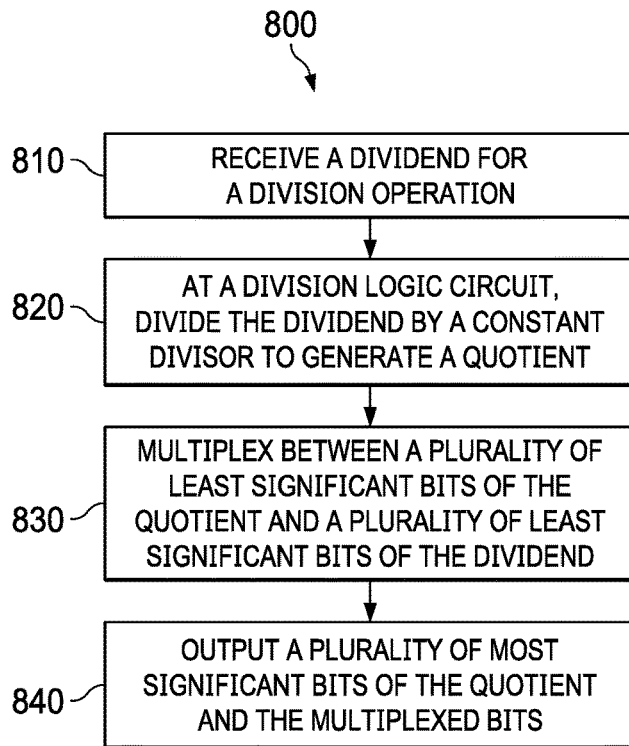 800
810
RECEIVE A DIVIDEND FOR
A DIVISION OPERATION
820
AT A DIVISION LOGIC CIRCUIT,
DIVIDE THE DIVIDEND BY A CONSTANT
DIVISOR TO GENERATE A QUOTIENT
830
MULTIPLEX BETWEEN A PLURALITY OF
LEAST SIGNIFICANT BITS OF THE
QUOTIENT AND A PLURALITY OF LEAST
SIGNIFICANT BITS OF THE DIVIDEND
840
OUTPUT A PLURALITY OF MOST
SIGNIFICANT BITS OF THE QUOTIENT
AND THE MULTIPLEXED BITS